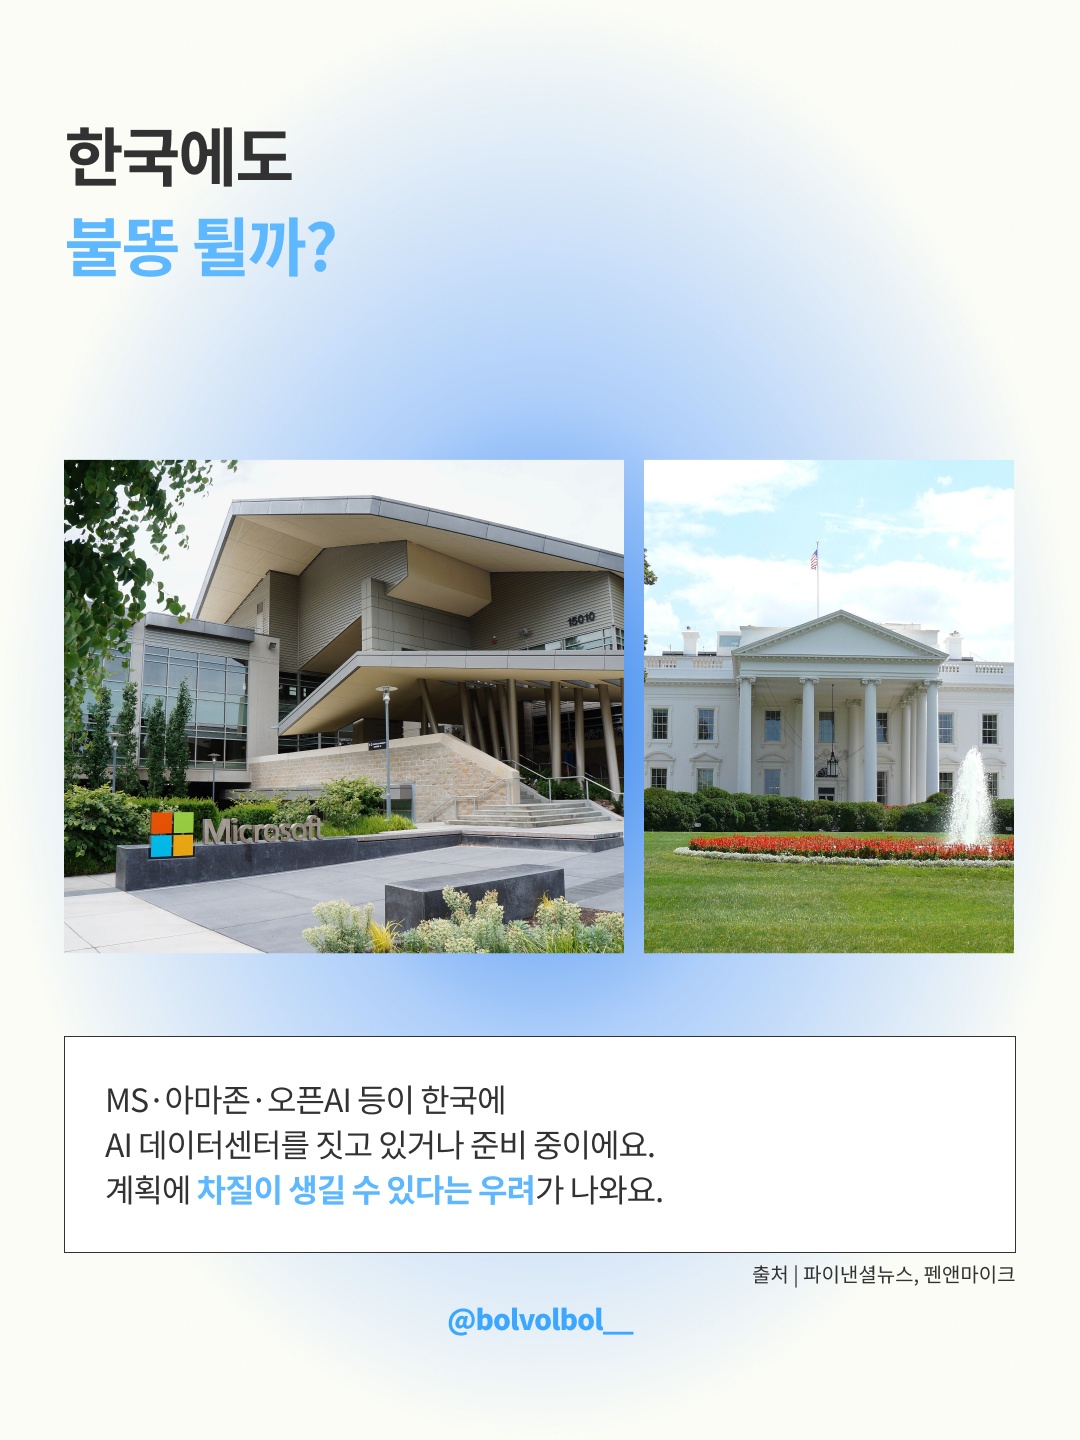 한국에도
불똥 튈까?
15010
Microsoft
MS·아마존·오픈AI 등이 한국에
AI 데이터센터를 짓고 있거나 준비 중이에요.
계획에 차질이 생길 수 있다는 우려가 나와요.
출처 | 파이낸셜뉴스, 펜앤마이크
@bolvolbol__